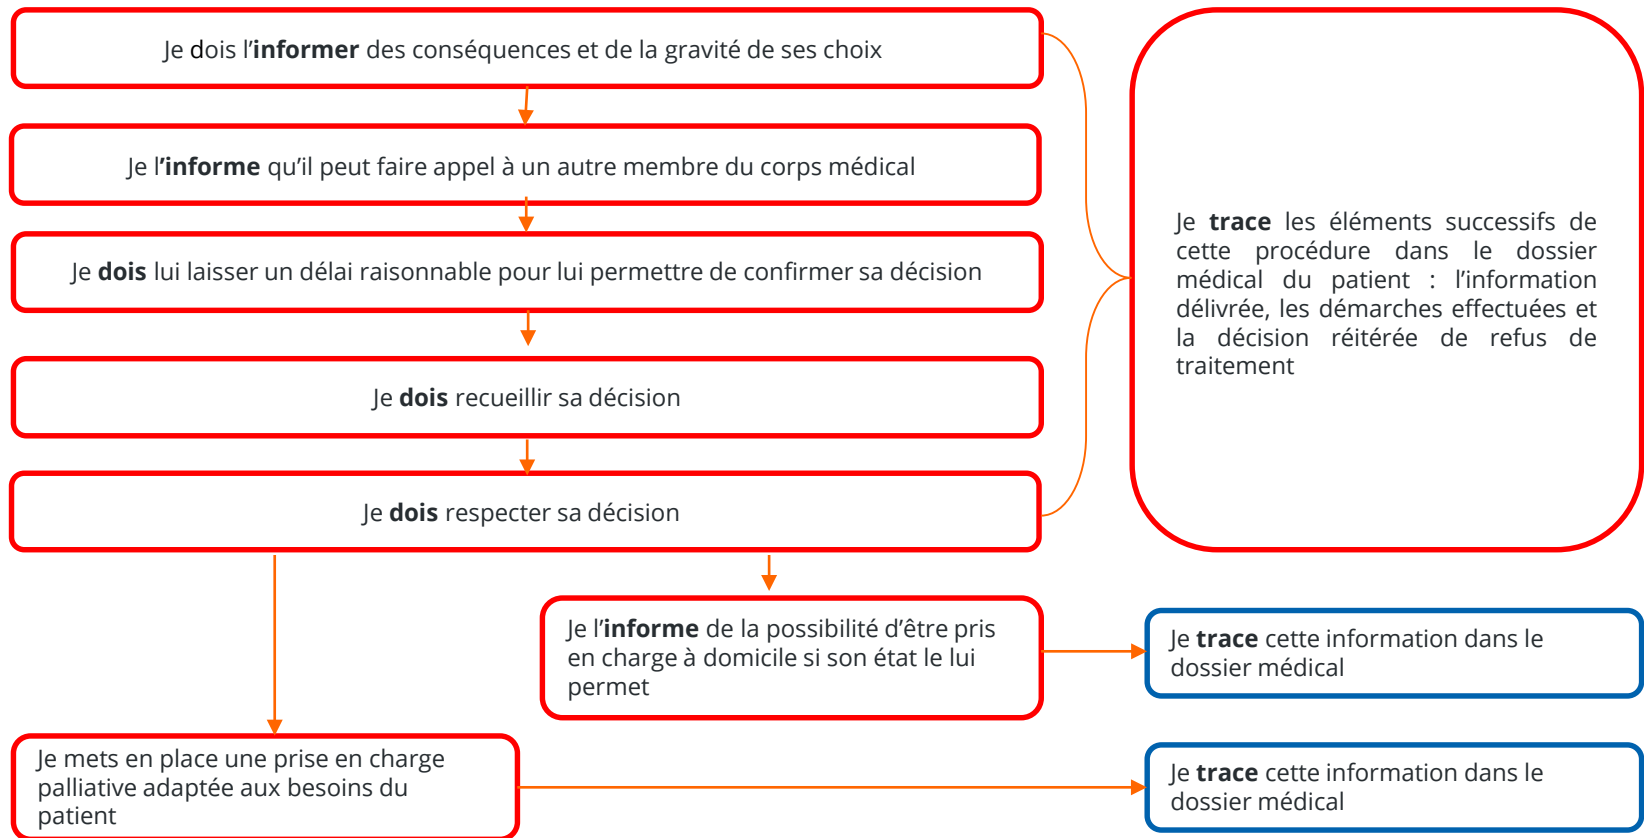 Je dois l’informer des conséquences et de la gravité de ses choix
Je l’informe qu’il peut faire appel à un autre membre du corps médical
Je dois lui laisser un délai raisonnable pour lui permettre de confirmer sa décision
Je dois recueillir sa décision
Je dois respecter sa décision
Je trace les éléments successifs de
cette procédure dans le dossier
médical du patient : l’information
délivrée, les démarches effectuées et
la décision réitérée de refus de
traitement
Je l’informe de la possibilité d’être pris
en charge à domicile si son état le lui
permet
Je trace cette information dans le
dossier médical
Je mets en place une prise en charge
palliative adaptée aux besoins du
patient
Je trace cette information dans le
dossier médical